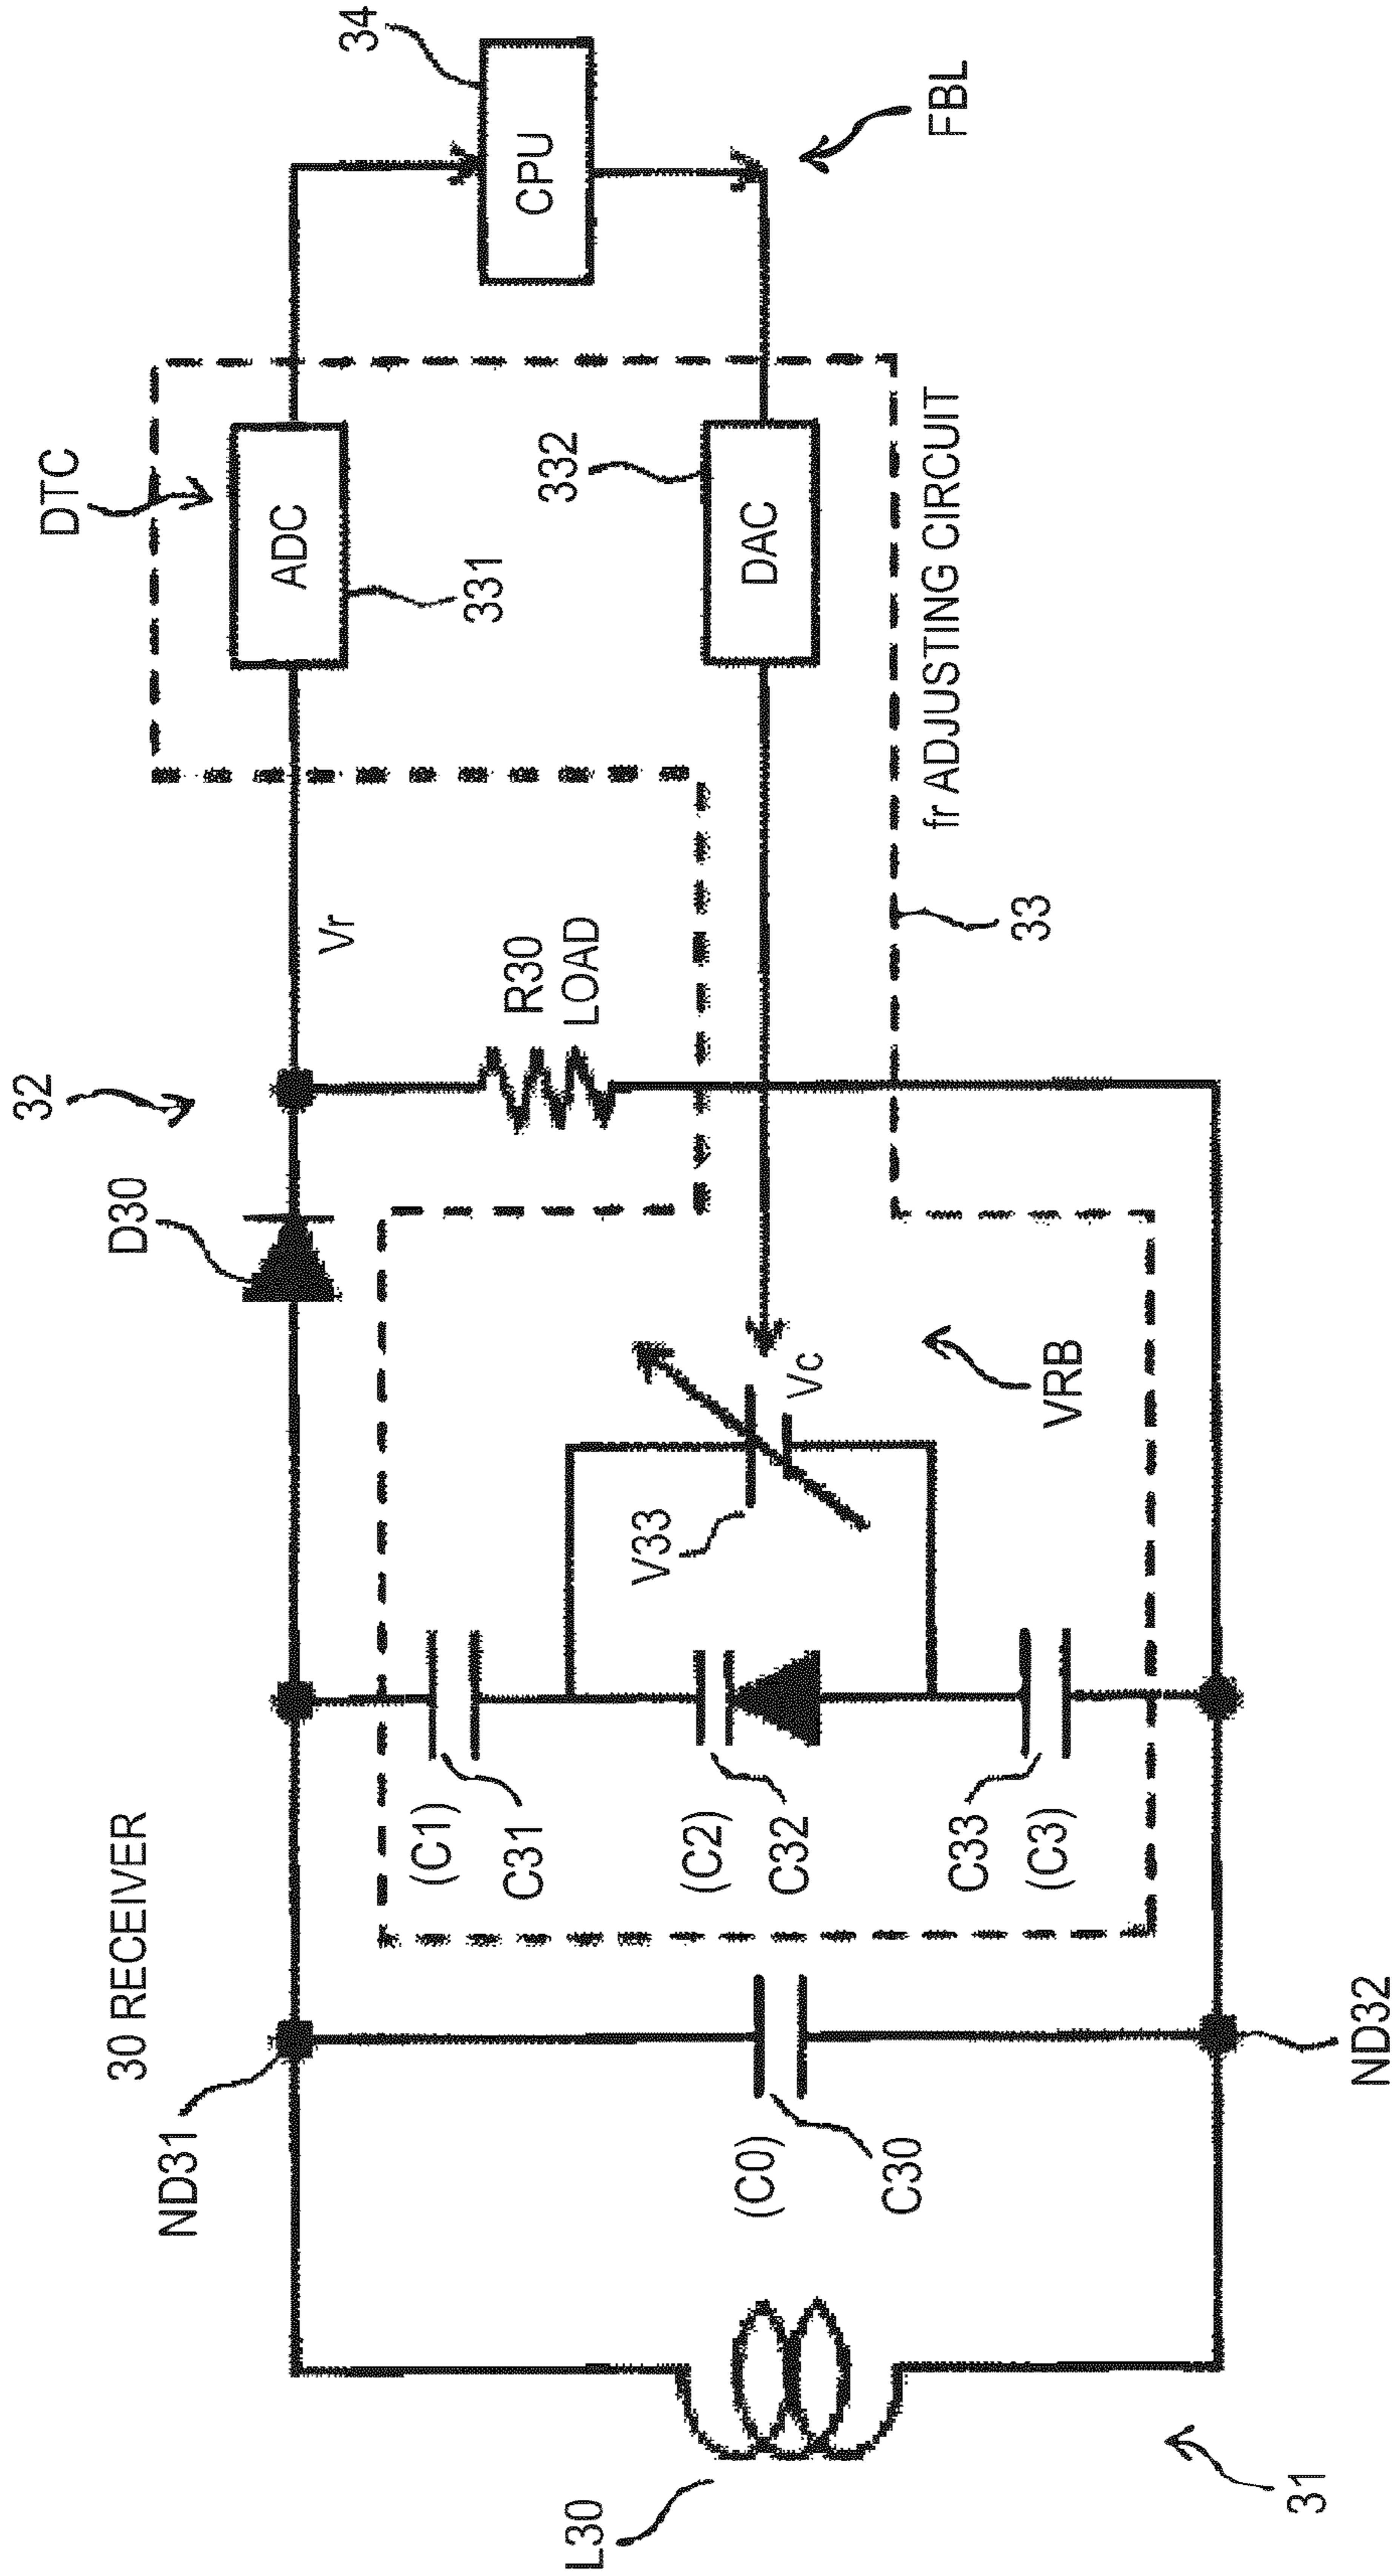 30 RECEIVER
32
DTC
34
ND31
D30
Vr
ADC
331
CPU
R30
LOAD
(C1)
C31
V33
332
L30
(C0)
C30
(C2)
C32
Vc
DAC
FBL
C33
(C3)
VRB
33
fr ADJUSTING CIRCUIT
31
ND32